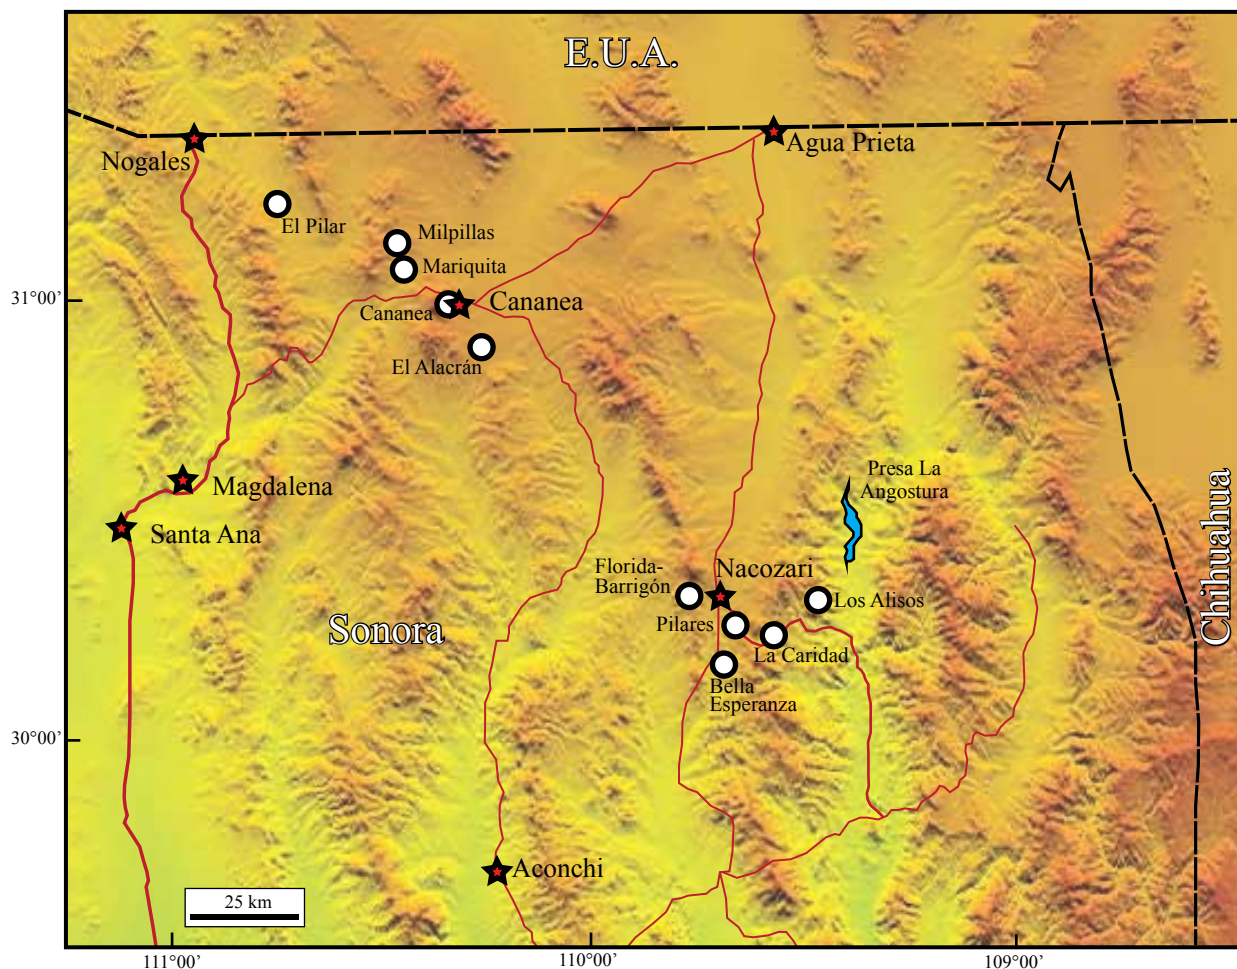 E.U.A.
Nogales
Agua Prieta
El Pilar
Milpillas
Mariquita
31°00'
Cananea
Cananea
El Alacrán
Presa La
Angostura
Magdalena
Santa Ana
Chihuahua
Florida-
Barrigón
Nacozari
Los Alisos
Sonora
Pilares
La Caridad
Bella
Esperanza
30°00'
Aconchi
25 km
111°00'
110°00'
109°00'